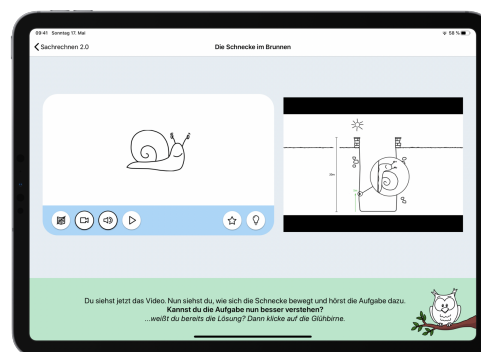 09:41 Sonntag 17. Mai
58 %
Sachrechnen 2.0
Die Schnecke im Brunnen
Du siehst jetzt das Video. Nun siehst du, wie sich die Schnecke bewegt und hörst die Aufgabe dazu.
Kannst du die Aufgabe nun besser verstehen?
...weißt du bereits die Lösung? Dann klicke auf die Glühbirne.